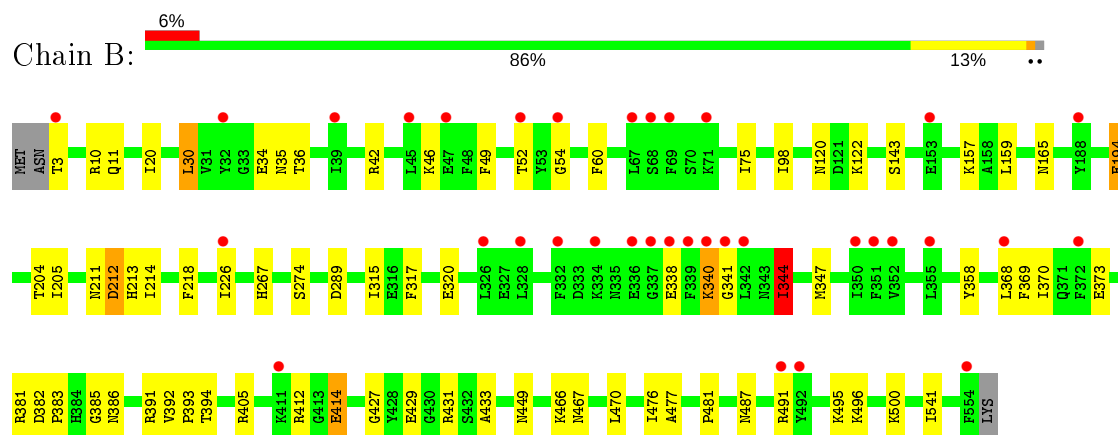 6%
Chain B:
86% 13% ••
MET ASN T3 R10 Q11 I20 L30 V31 Y32 G33 E34 N35 T36 I39 R42 L45 K46 E47 F48 F49 T52 Y53 G54 F60 L67 S68 F69 S70 K71 I75 I98 N120 D121 K122 S143 E153 K157 A158 L159 N165 Y188
T204 I205 N211 D212 H213 I214 F218 I226 H267 S274 D289 I315 E316 F317 E320 L326 E327 L328 F332 D333 K334 N335 E336 G337 E338 F339 K340 G341 L342 N343 I344 M347 I350 F351 V352 L355 Y358 L368 F369 I370 Q371 F372 E373
R381 D382 P383 H384 G385 N386 R391 V392 P393 T394 R405 K411 R412 G413 E414 G427 Y428 E429 G430 R431 S432 A433 N449 K466 N467 L470 I476 A477 P481 N487 R491 Y492 K495 K496 K500 I541 F554 LYS